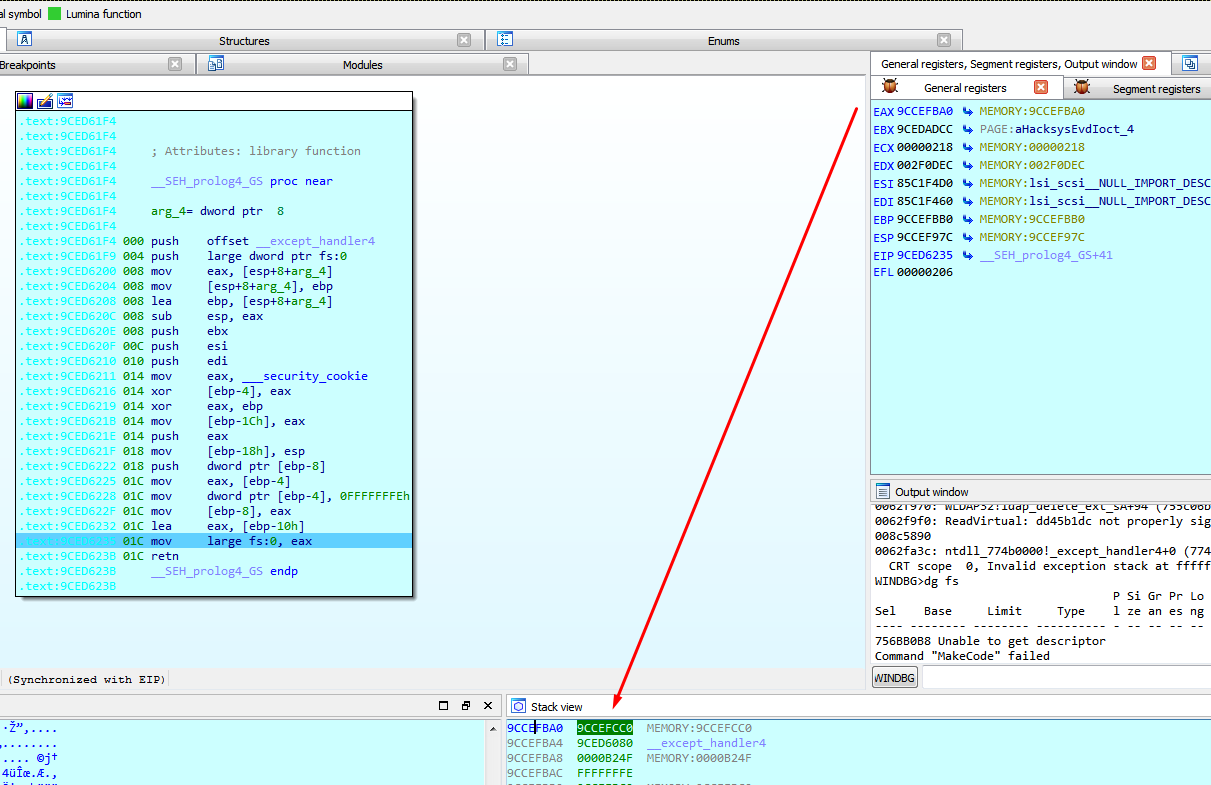 al symbol Lumina function
Structures
Enums
Breakpoints
Modules
General registers, Segment registers, Output window
General registers
Segment registers
.text:9CED61F4
.text:9CED61F4
.text:9CED61F4 ; Attributes: library function
.text:9CED61F4
.text:9CED61F4 __SEH_prolog4_GS proc near
.text:9CED61F4
.text:9CED61F4 arg_4= dword ptr  8
.text:9CED61F4
.text:9CED61F4 000 push offset __except_handler4
.text:9CED61F9 004 push large dword ptr fs:0
.text:9CED6200 008 mov eax, [esp+8+arg_4]
.text:9CED6204 008 mov [esp+8+arg_4], ebp
.text:9CED6208 008 lea ebp, [esp+8+arg_4]
.text:9CED620C 008 sub esp, eax
.text:9CED620E 008 push ebx
.text:9CED620F 00C push esi
.text:9CED6210 010 push edi
.text:9CED6211 014 mov eax, ___security_cookie
.text:9CED6216 014 xor [ebp-4], eax
.text:9CED6219 014 xor eax, ebp
.text:9CED621B 014 mov [ebp-1Ch], eax
.text:9CED621E 014 push eax
.text:9CED621F 018 mov [ebp-18h], esp
.text:9CED6222 018 push dword ptr [ebp-8]
.text:9CED6225 01C mov eax, [ebp-4]
.text:9CED6228 01C mov dword ptr [ebp-4], 0FFFFFFFEh
.text:9CED622F 01C mov [ebp-8], eax
.text:9CED6232 01C lea eax, [ebp-10h]
01C mov large fs:0, eax
.text:9CED623B 01C retn
.text:9CED623B __SEH_prolog4_GS endp
.text:9CED623B
(Synchronized with EIP)
EAX 9CCEFBA0 MEMORY:9CCEFBA0
EBX 9CEDADCC PAGE:aHacksysEvdIoct_4
ECX 00000218 MEMORY:00000218
EDX 002F0DEC MEMORY:002F0DEC
ESI 85C1F4D0 MEMORY:lsi_scsi__NULL_IMPORT_DESC
EDI 85C1F460 MEMORY:lsi_scsi__NULL_IMPORT_DESC
EBP 9CCEFBB0 MEMORY:9CCEFBB0
ESP 9CCEF97C MEMORY:9CCEF97C
EIP 9CED6235 __SEH_prolog4_GS+41
EFL 00000206
Output window
0062f9f0: ReadVirtual: dd45b1dc not properly sig
008c5890
0062fa3c: ntdll_774b0000!_except_handler4+0 (774
CRT scope  0, Invalid exception stack at fffff
WINDBG>dg fs
P Si Gr Pr Lo
Sel Base Limit Type l ze an es ng
---- -------- -------- ---------- - -- -- -- --
756BB0B8 Unable to get descriptor
Command "MakeCode" failed
WINDBG
Stack view
9CCEFBA0 9CCEFCC0 MEMORY:9CCEFCC0
9CCEFBA4 9CED6080 __except_handler4
9CCEFBA8 0000B24F MEMORY:0000B24F
9CCEFBAC FFFFFFFE